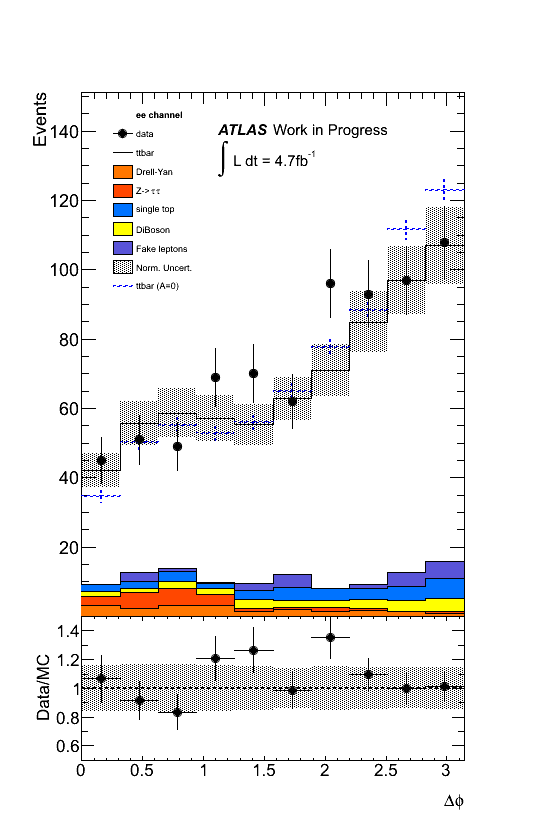 Events
140
120
100
80
60
40
20
ee channel
data
ttbar
Drell-Yan
Z->ττ
single top
DiBoson
Fake leptons
Norm. Uncert.
ttbar (A=0)
ATLAS Work in Progress
∫ L dt = 4.7fb⁻¹
Data/MC
1.4
1.2
1
0.8
0.6
0 0.5 1 1.5 2 2.5 3
Δϕ